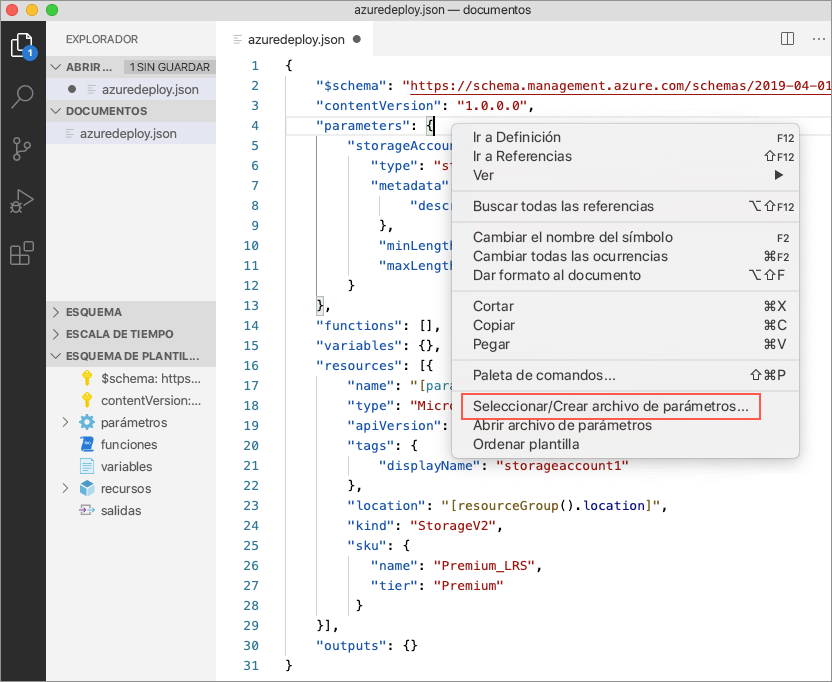 azuredeploy.json — documentos
1
EXPLORADOR
ABRIR... 1 SIN GUARDAR
azuredeploy.json
DOCUMENTOS
azuredeploy.json
ESQUEMA
ESCALA DE TIEMPO
ESQUEMA DE PLANTIL...
$schema: https...
contentVersion:...
parámetros
funciones
variables
recursos
salidas
azuredeploy.json
1 {
2 "$schema": "https://schema.management.azure.com/schemas/2019-04-01
3 "contentVersion": "1.0.0.0",
4 "parameters": {
5 "storageAccou
6 "type": "s
7 "metadata"
8 "desc
9 },
10 "minLengt
11 "maxLengt
12 }
13 },
14 "functions": [],
15 "variables": {},
16 "resources": [{
17 "name": "[para
18 "type": "Micro
19 "apiVersion":
20 "tags": {
21 "displayName": "storageaccount1"
22 },
23 "location": "[resourceGroup().location]",
24 "kind": "StorageV2",
25 "sku": {
26 "name": "Premium_LRS",
27 "tier": "Premium"
28 }
29 }],
30 "outputs": {}
31 }
Ir a Definición F12
Ir a Referencias ⇧F12
Ver ▶
Buscar todas las referencias ⌥⇧F12
Cambiar el nombre del símbolo F2
Cambiar todas las ocurrencias ⌘F2
Dar formato al documento ⌥⇧F
Cortar ⌘X
Copiar ⌘C
Pegar ⌘V
Paleta de comandos... ⇧⌘P
Seleccionar/Crear archivo de parámetros...
Abrir archivo de parámetros
Ordenar plantilla